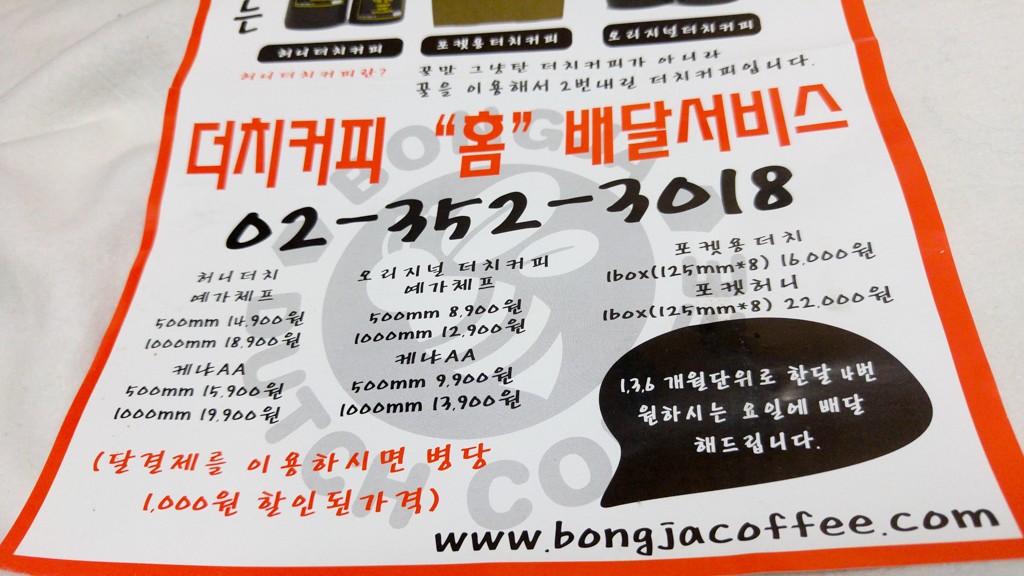 는
허니더치커피
포켓용더치커피
오리지널더치커피
허니더치커피란?
꿀만 그냥탄 더치커피가 아니라
꿀을 이용해서 2번내린 더치커피입니다.
더치커피 "홈" 배달서비스
02-352-3018
허니더치
예가체프
500mm 14,900원
1000mm 18,900원
케냐AA
500mm 15,900원
1000mm 19,900원
오리지널 더치커피
예가체프
500mm 8,900원
1000mm 12,900원
케냐AA
500mm 9,900원
1000mm 13,900원
포켓용더치
1box(125mm*8) 16,000원
포켓허니
1box(125mm*8) 22,000원
1,3,6 개월단위로 한달 4번
원하시는 요일에 배달
해드립니다.
(달결제를 이용하시면 병당
1,000원 할인된가격)
www.bongjacoffee.com